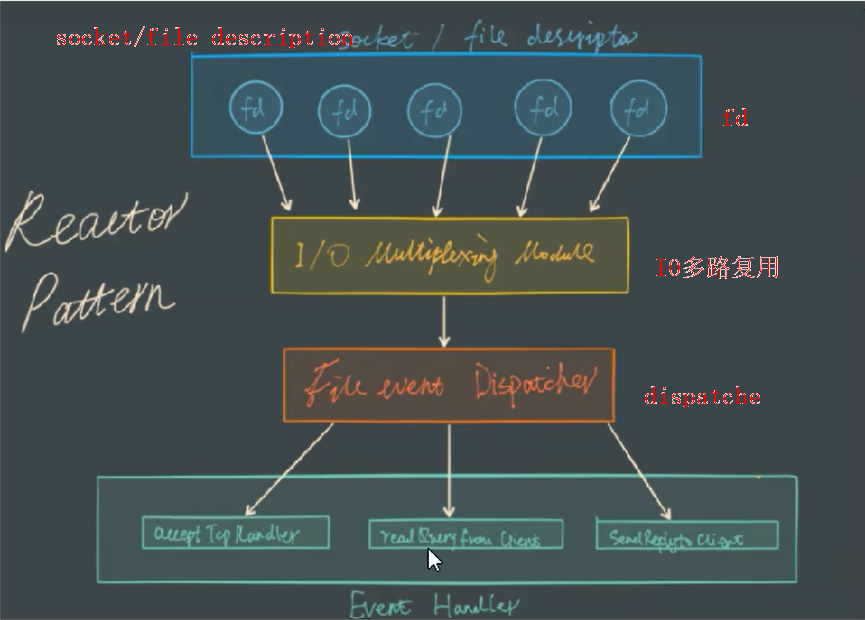 socket/file description
socket / file descriptor
fd fd fd fd fd
fd
Reactor
Pattern
I/O Multiplexing Module
IO多路复用
File event Dispatcher
dispatche
accept Tcp Handler
read Query from Client
Send Reply to Client
Event Handler